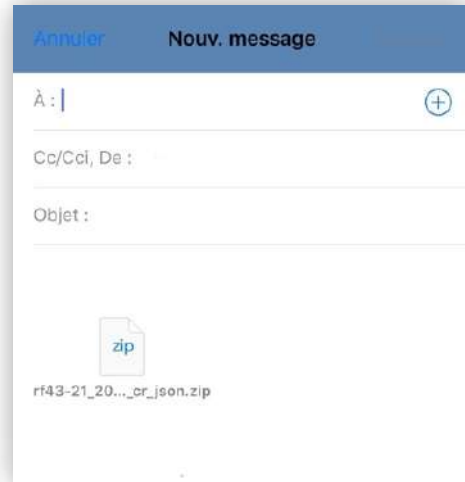 Annuler Nouv. message
À :
Cc/Cci, De :
Objet :
zip
rf43-21_20..._cr_json.zip